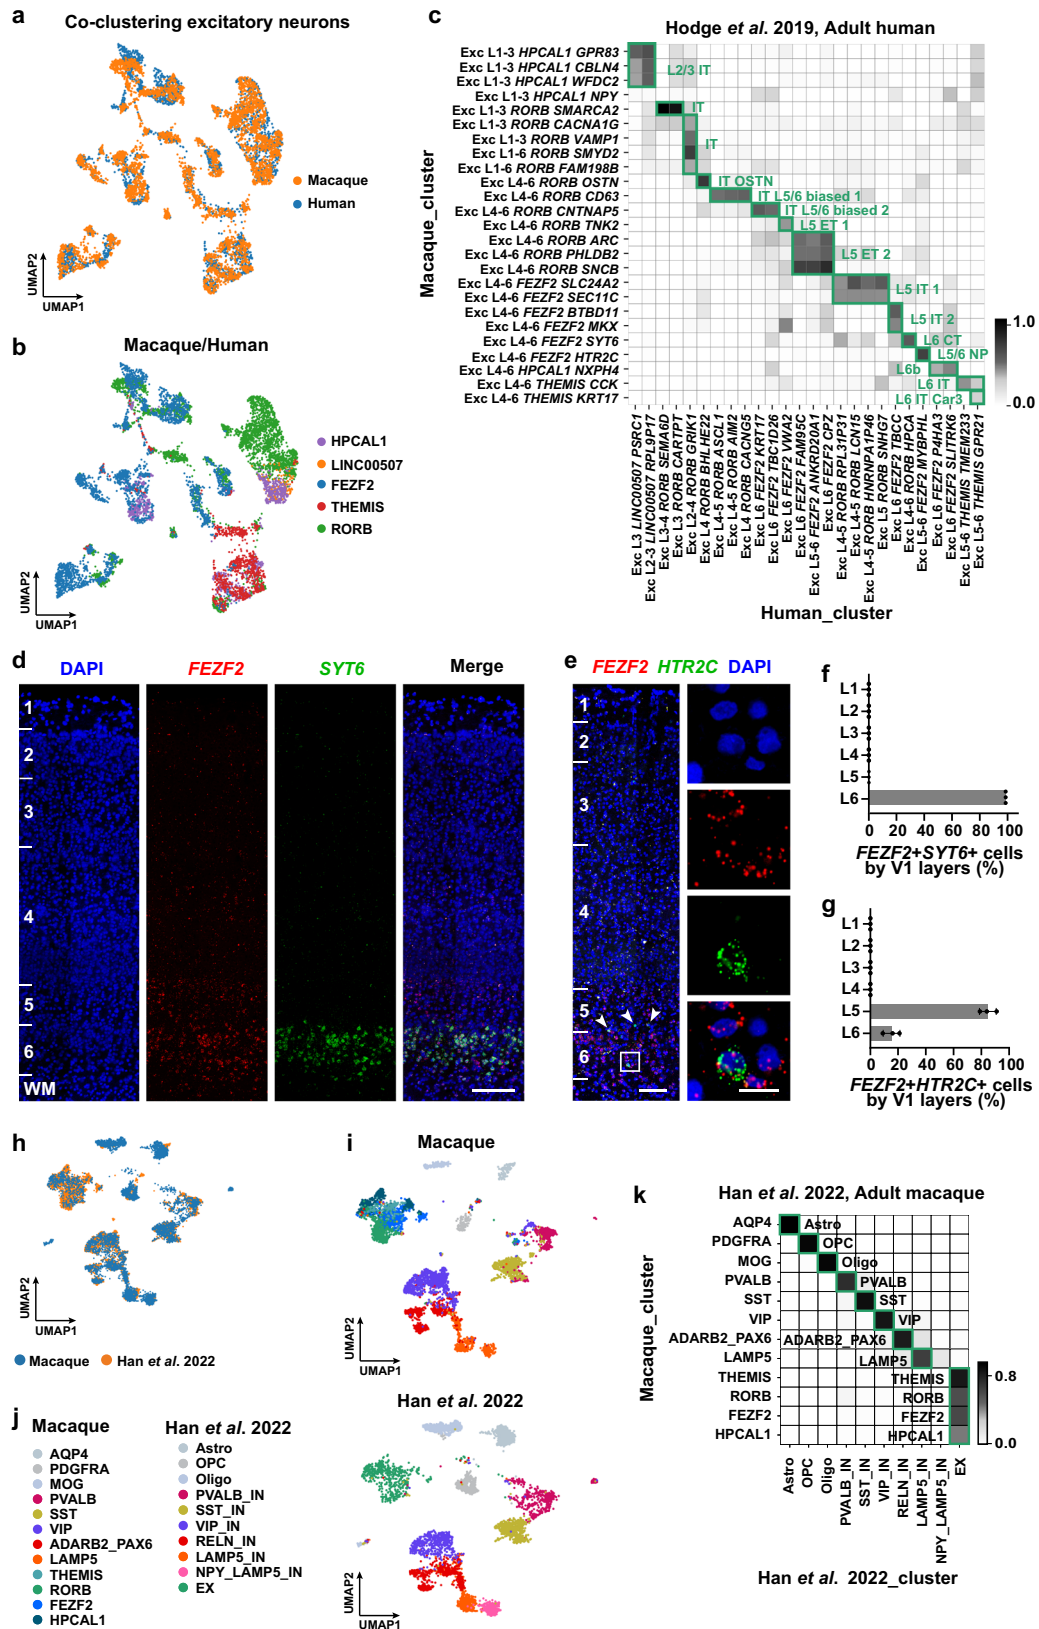 a
Co-clustering excitatory neurons
Macaque
Human
UMAP2
UMAP1
b
Macaque/Human
HPCAL1
LINC00507
FEZF2
THEMIS
RORB
UMAP2
UMAP1
c
Hodge et al. 2019, Adult human
Macaque_cluster
Exc L1-3 HPCAL1 GPR83
Exc L1-3 HPCAL1 CBLN4
Exc L1-3 HPCAL1 WFDC2
Exc L1-3 HPCAL1 NPY
Exc L1-3 RORB SMARCA2
Exc L1-3 RORB CACNA1G
Exc L1-3 RORB VAMP1
Exc L1-6 RORB SMYD2
Exc L1-6 RORB FAM198B
Exc L4-6 RORB OSTN
Exc L4-6 RORB CD63
Exc L4-6 RORB CNTNAP5
Exc L4-6 RORB TNK2
Exc L4-6 RORB ARC
Exc L4-6 RORB PHLDB2
Exc L4-6 RORB SNCB
Exc L4-6 FEZF2 SLC24A2
Exc L4-6 FEZF2 SEC11C
Exc L4-6 FEZF2 BTBD11
Exc L4-6 FEZF2 MKX
Exc L4-6 FEZF2 SYT6
Exc L4-6 FEZF2 HTR2C
Exc L4-6 HPCAL1 NXPH4
Exc L4-6 THEMIS CCK
Exc L4-6 THEMIS KRT17
L2/3 IT
IT
IT
IT OSTN
IT L5/6 biased 1
IT L5/6 biased 2
L5 ET 1
L5 ET 2
L5 IT 1
L5 IT 2
L6 CT
L5/6 NP
L6b
L6 IT
L6 IT Car3
1.0
0.0
Exc L3 LINC00507 PSRC1
Exc L2-3 LINC00507 RPL9P17
Exc L3-4 RORB SEMA6D
Exc L3 RORB CARTPT
Exc L2-4 RORB GRIK1
Exc L4 RORB BHLHE22
Exc L4-5 RORB ASCL1
Exc L4-5 RORB AIM2
Exc L4 RORB CACNG5
Exc L6 FEZF2 KRT17
Exc L6 FEZF2 TBC1D26
Exc L6 FEZF2 VWA2
Exc L6 FEZF2 FAM95C
Exc L5-6 FEZF2 ANKRD20A1
Exc L6 FEZF2 CPZ
Exc L4-5 RORB RPL31P31
Exc L4-5 RORB LCN15
Exc L4-5 RORB HNRNPA1P46
Exc L5 RORB SNHG7
Exc L6 FEZF2 TBCC
Exc L4-6 RORB HPCA
Exc L5-6 FEZF2 MYBPHL
Exc L6 FEZF2 P4HA3
Exc L6 FEZF2 SLITRK6
Exc L5-6 THEMIS TMEM233
Exc L5-6 THEMIS GPR21
Human_cluster
d
DAPI
FEZF2
SYT6
Merge
1
2
3
4
5
6
WM
e
FEZF2 HTR2C DAPI
1
2
3
4
5
6
f
L1
L2
L3
L4
L5
L6
0 20 40 60 80 100
FEZF2+SYT6+ cells
by V1 layers (%)
g
L1
L2
L3
L4
L5
L6
0 20 40 60 80 100
FEZF2+HTR2C+ cells
by V1 layers (%)
h
UMAP2
UMAP1
Macaque
Han et al. 2022
i
Macaque
UMAP2
UMAP1
Han et al. 2022
UMAP2
UMAP1
j
Macaque
AQP4
PDGFRA
MOG
PVALB
SST
VIP
ADARB2_PAX6
LAMP5
THEMIS
RORB
FEZF2
HPCAL1
Han et al. 2022
Astro
OPC
Oligo
PVALB_IN
SST_IN
VIP_IN
RELN_IN
LAMP5_IN
NPY_LAMP5_IN
EX
k
Han et al. 2022, Adult macaque
Macaque_cluster
AQP4
PDGFRA
MOG
PVALB
SST
VIP
ADARB2_PAX6
LAMP5
THEMIS
RORB
FEZF2
HPCAL1
Astro
OPC
Oligo
PVALB
SST
VIP
ADARB2_PAX6
LAMP5
THEMIS
RORB
FEZF2
HPCAL1
0.8
0.0
Astro
OPC
Oligo
PVALB_IN
SST_IN
VIP_IN
RELN_IN
LAMP5_IN
NPY_LAMP5_IN
EX
Han et al. 2022_cluster